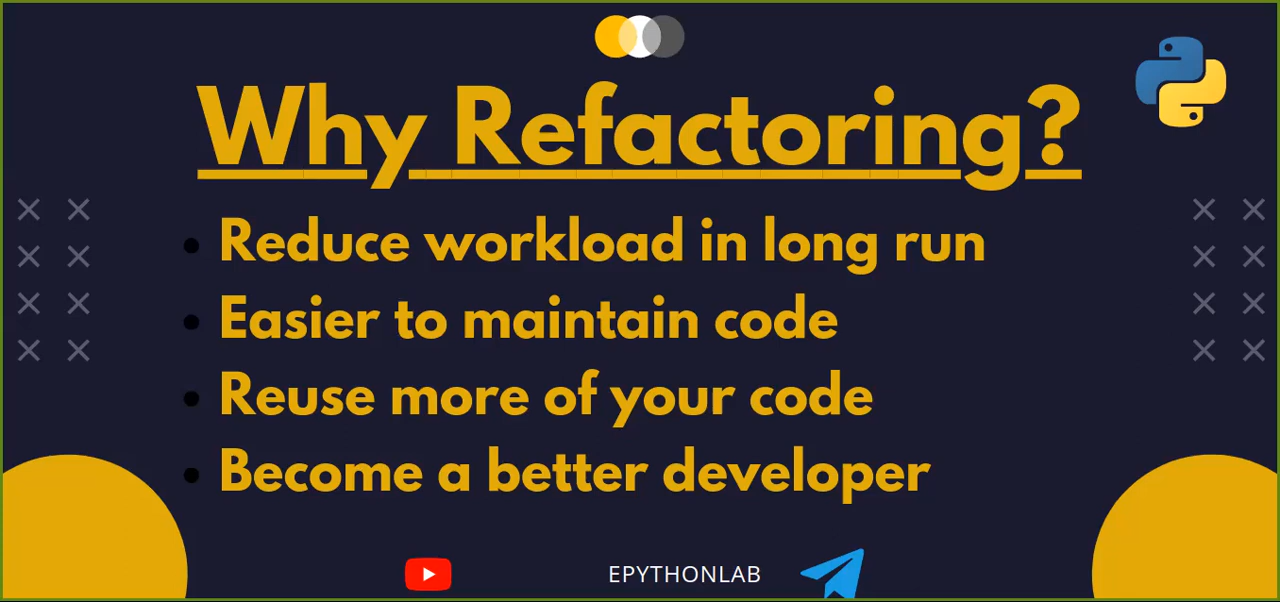 Why Refactoring?
Reduce workload in long run
Easier to maintain code
Reuse more of your code
Become a better developer
EPYTHONLAB